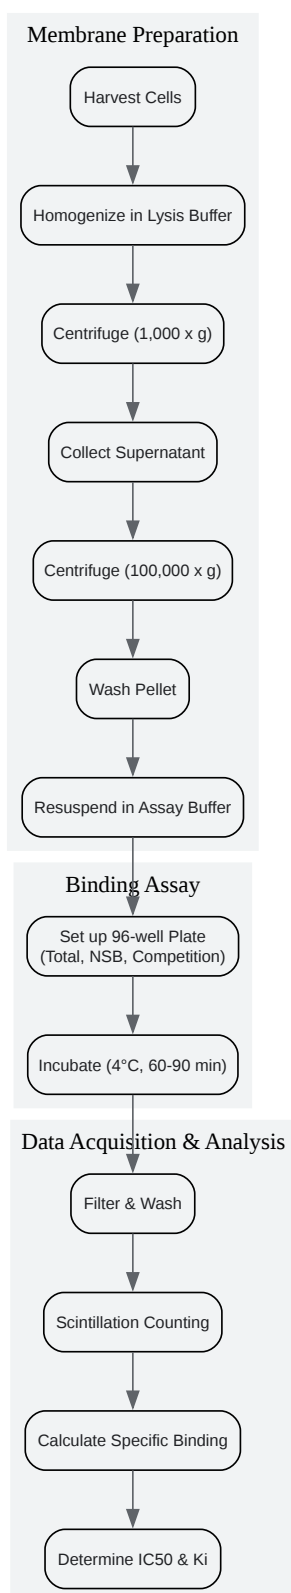 Membrane Preparation
Harvest Cells
Homogenize in Lysis Buffer
Centrifuge (1,000 x g)
Collect Supernatant
Centrifuge (100,000 x g)
Wash Pellet
Resuspend in Assay Buffer
Binding Assay
Set up 96-well Plate
(Total, NSB, Competition)
Incubate (4°C, 60-90 min)
Data Acquisition & Analysis
Filter & Wash
Scintillation Counting
Calculate Specific Binding
Determine IC50 & Ki